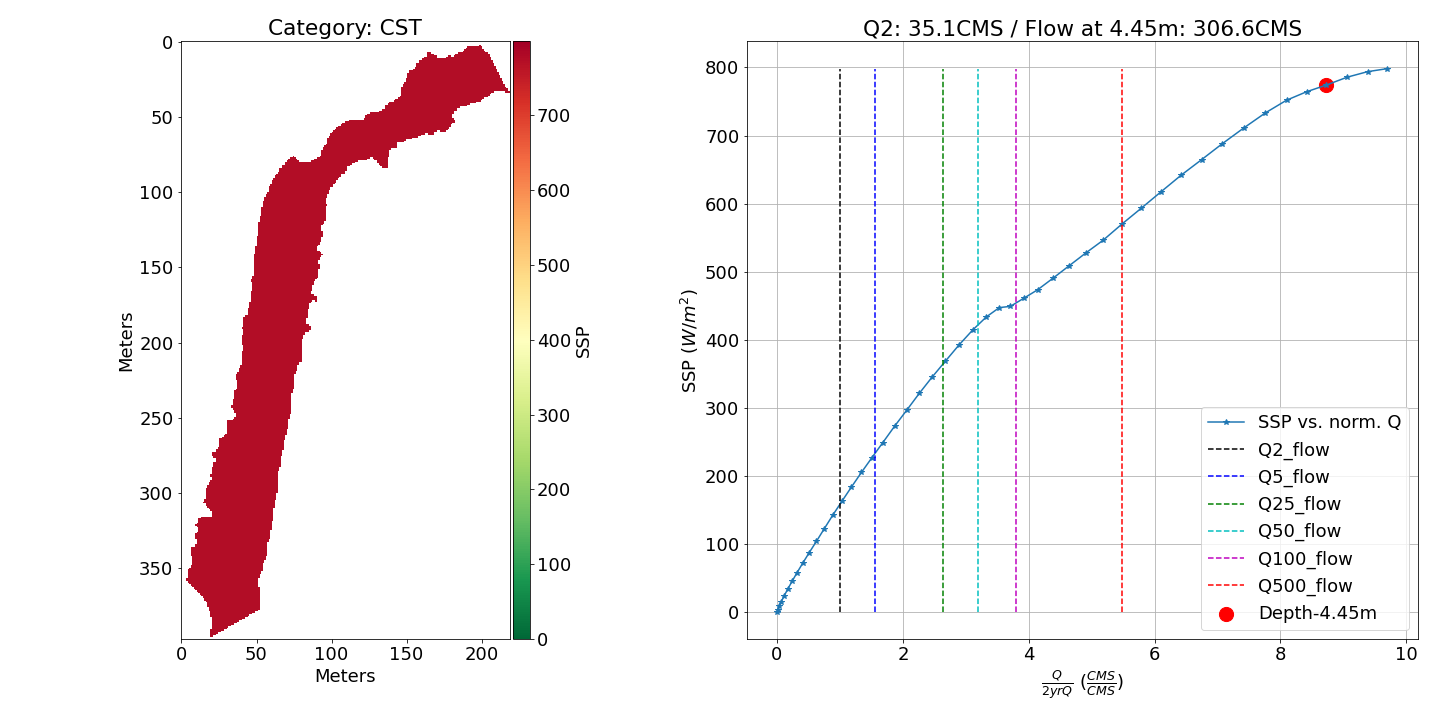 Category: CST
0
50
100
150
200
250
300
350
Meters
0
50
100
150
200
Meters
700
600
500
400
300
200
100
0
SSP
Q2: 35.1CMS / Flow at 4.45m: 306.6CMS
800
700
600
500
400
300
200
100
0
SSP (W/m²)
0
2
4
6
8
10
Q/2yrQ (CMS/CMS)
SSP vs. norm. Q
Q2_flow
Q5_flow
Q25_flow
Q50_flow
Q100_flow
Q500_flow
Depth-4.45m